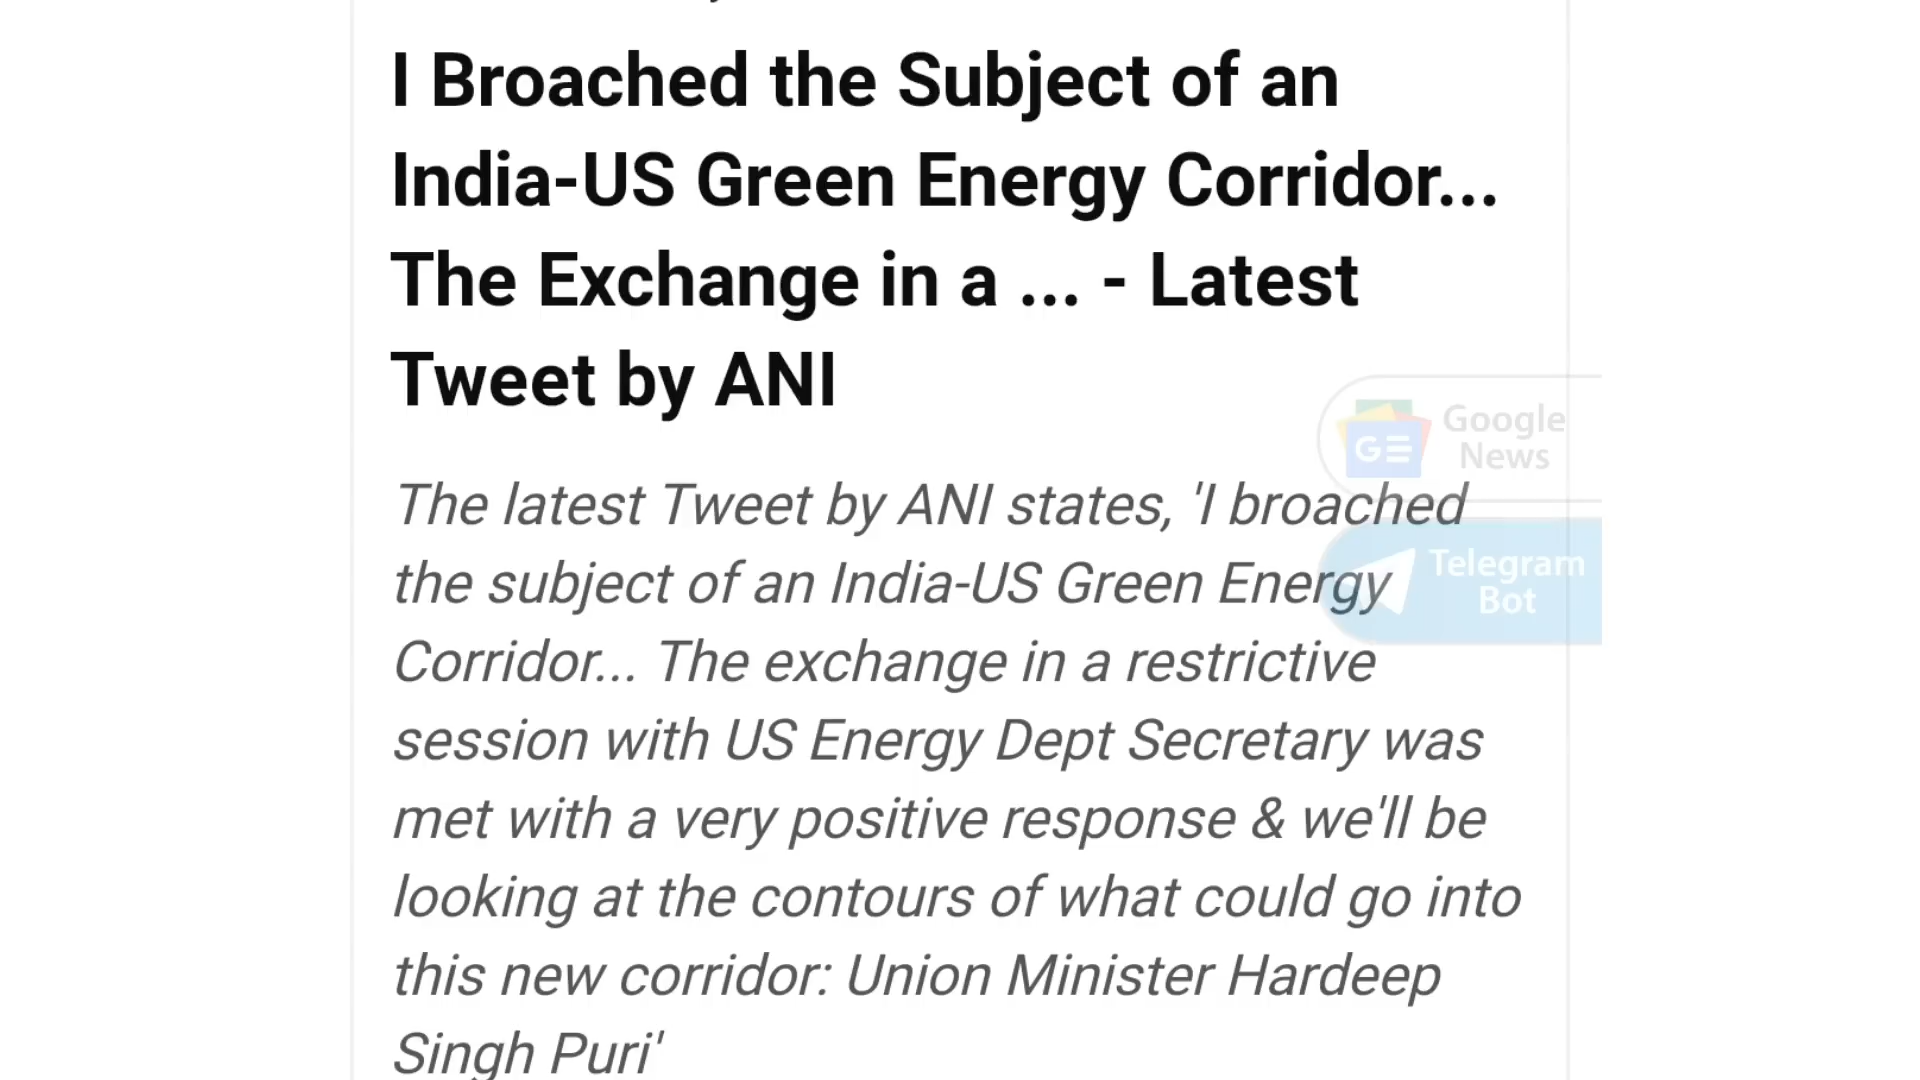 I Broached the Subject of an
India-US Green Energy Corridor...
The Exchange in a ... - Latest
Tweet by ANI
Google
News
The latest Tweet by ANI states, 'I broached
the subject of an India-US Green Energy
Telegram
Bot
Corridor... The exchange in a restrictive
session with US Energy Dept Secretary was
met with a very positive response & we'll be
looking at the contours of what could go into
this new corridor: Union Minister Hardeep
Singh Puri'